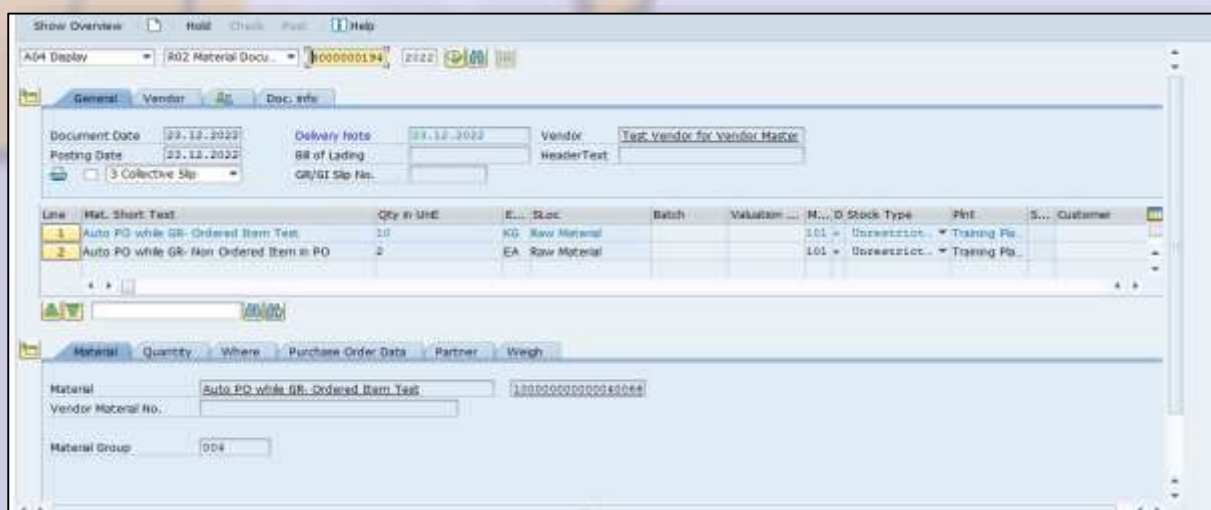 Show Overview Hold Check Post Help
A04 Display R02 Material Docu... 2022
General Vendor Doc. info
Document Date 23.12.2022 Delivery Note 23.12.2022 Vendor Test Vendor for Vendor Master
Posting Date 23.12.2022 Bill of Lading HeaderText
3 Collective Slip GR/GI Slip No.
Line Mat. Short Text Qty in UnE E... SLoc Batch Valuation ... M... D Stock Type Plnt S... Customer
1 Auto PO while GR- Ordered Item Test 10 KG Raw Material 101 + Unrestrict.. Training Pla..
2 Auto PO while GR- Non Ordered Item in PO 2 EA Raw Material 101 + Unrestrict.. Training Pla..
Material Quantity Where Purchase Order Data Partner Weigh
Material Auto PO while GR- Ordered Item Test
Vendor Material No.
Material Group 004